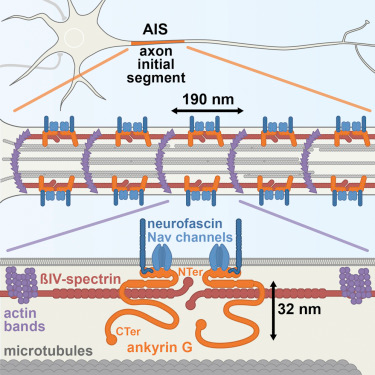 AIS
axon
initial
segment
190 nm
neurofascin
Nav channels
NTer
ßIV-spectrin
actin
bands
32 nm
CTer
ankyrin G
microtubules